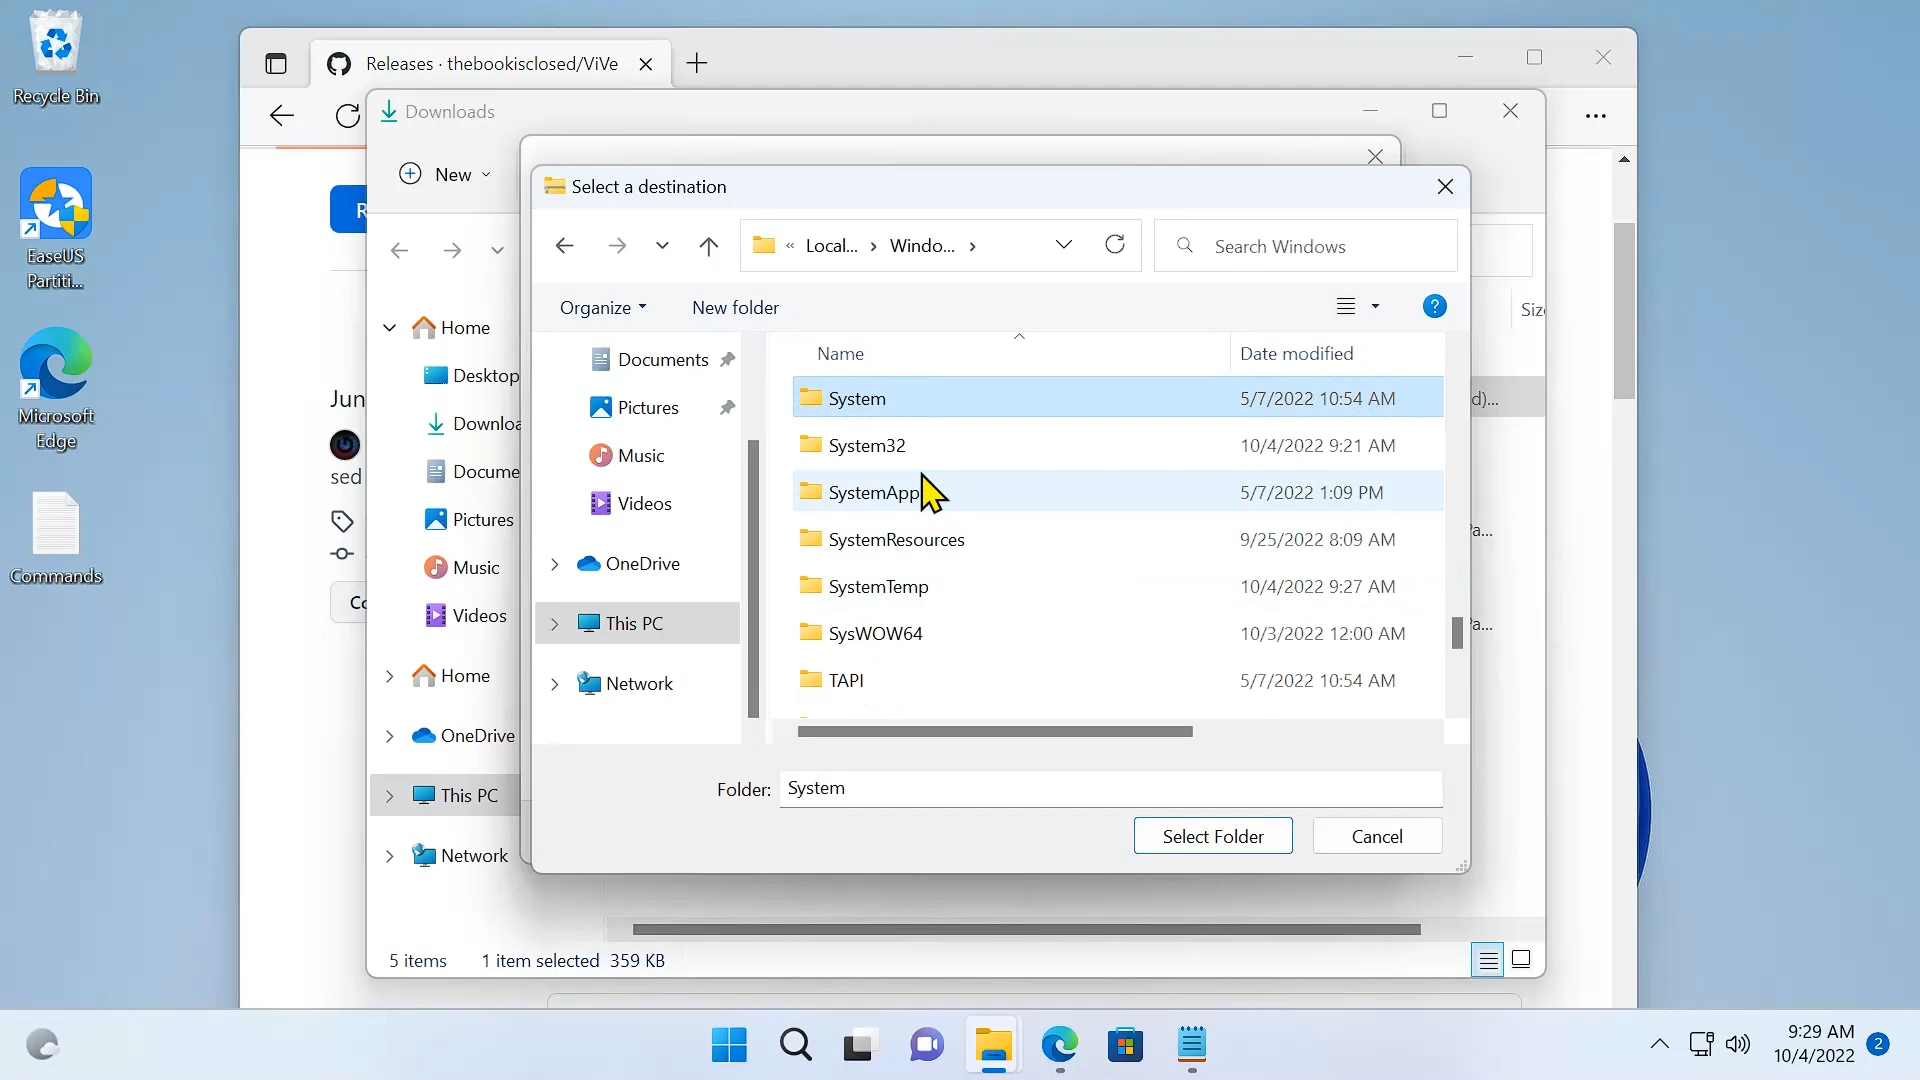 Recycle Bin
EaseUS
Partiti...
Microsoft
Edge
Commands
Releases · thebookisclosed/ViVe
Downloads
New
R
Home
Desktop
Downloa
Docume
Pictures
Music
Videos
Home
OneDrive
This PC
Network
Jun
sed
Co
Size
d)...
Pa...
Pa...
5 items 1 item selected 359 KB
Select a destination
« Local... › Windo... ›
Search Windows
Organize New folder
?
Documents
Pictures
Music
Videos
OneDrive
This PC
Network
Name Date modified
System 5/7/2022 10:54 AM
System32 10/4/2022 9:21 AM
SystemApp 5/7/2022 1:09 PM
SystemResources 9/25/2022 8:09 AM
SystemTemp 10/4/2022 9:27 AM
SysWOW64 10/3/2022 12:00 AM
TAPI 5/7/2022 10:54 AM
Folder: System
Select Folder Cancel
9:29 AM
10/4/2022
2